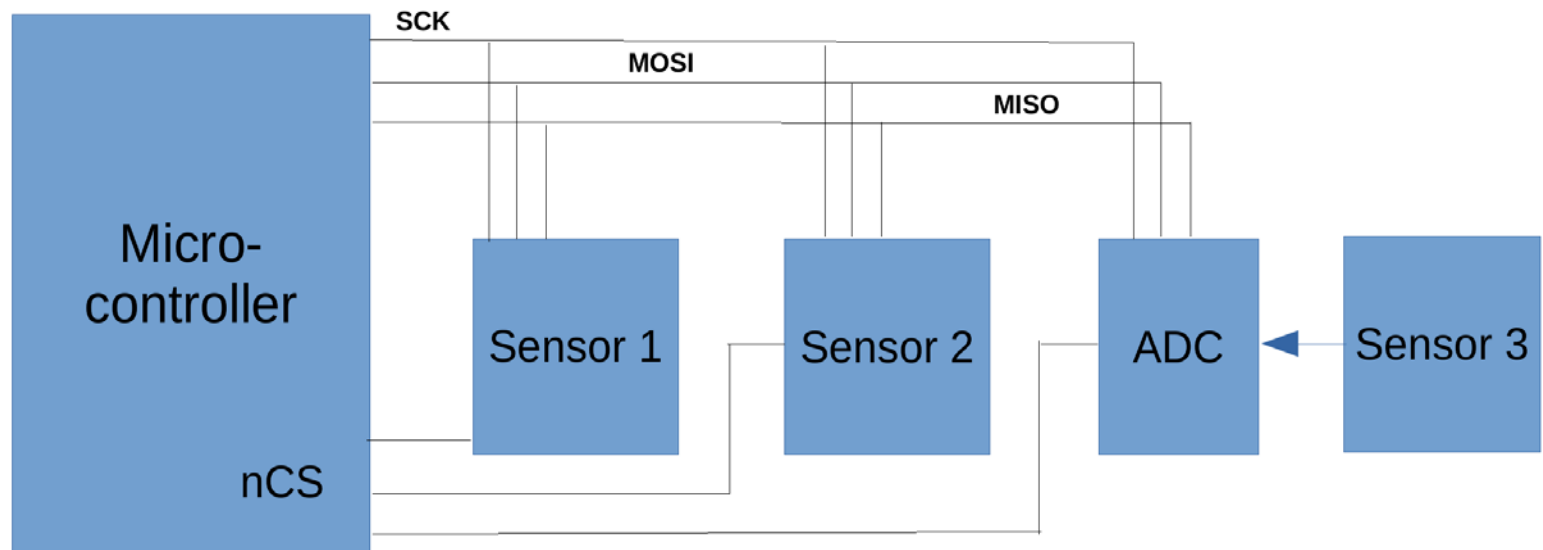 SCK
MOSI
MISO
Micro-
controller
Sensor 1
Sensor 2
ADC
Sensor 3
nCS